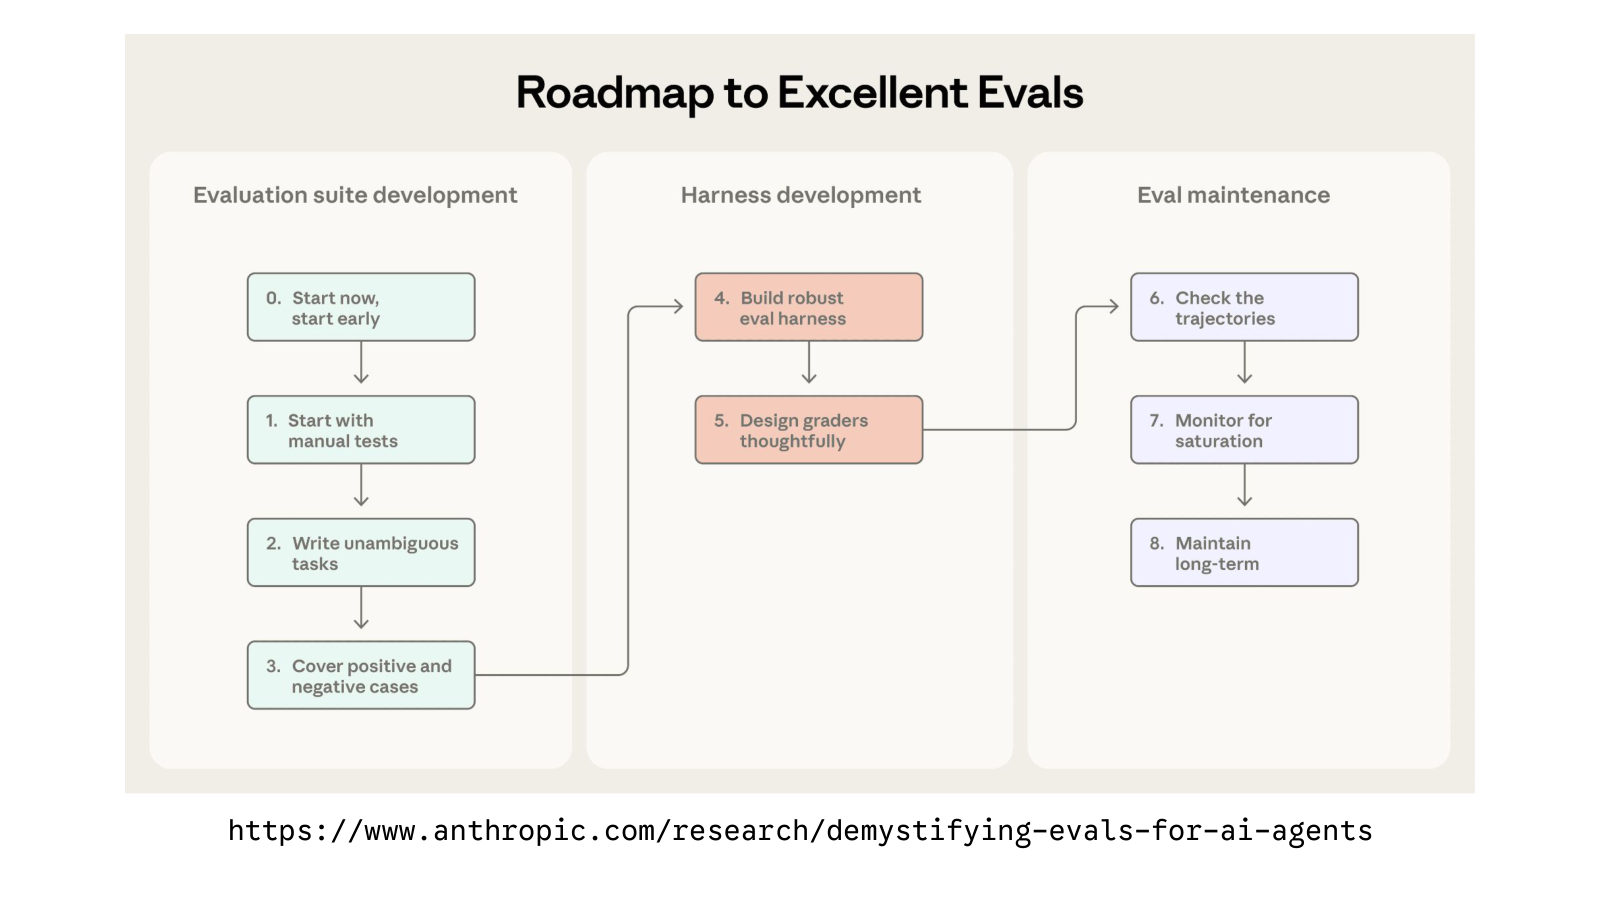 Roadmap to Excellent Evals
Evaluation suite development
0. Start now,
start early
1. Start with
manual tests
2. Write unambiguous
tasks
3. Cover positive and
negative cases
Harness development
4. Build robust
eval harness
5. Design graders
thoughtfully
Eval maintenance
6. Check the
trajectories
7. Monitor for
saturation
8. Maintain
long-term
https://www.anthropic.com/research/demystifying-evals-for-ai-agents